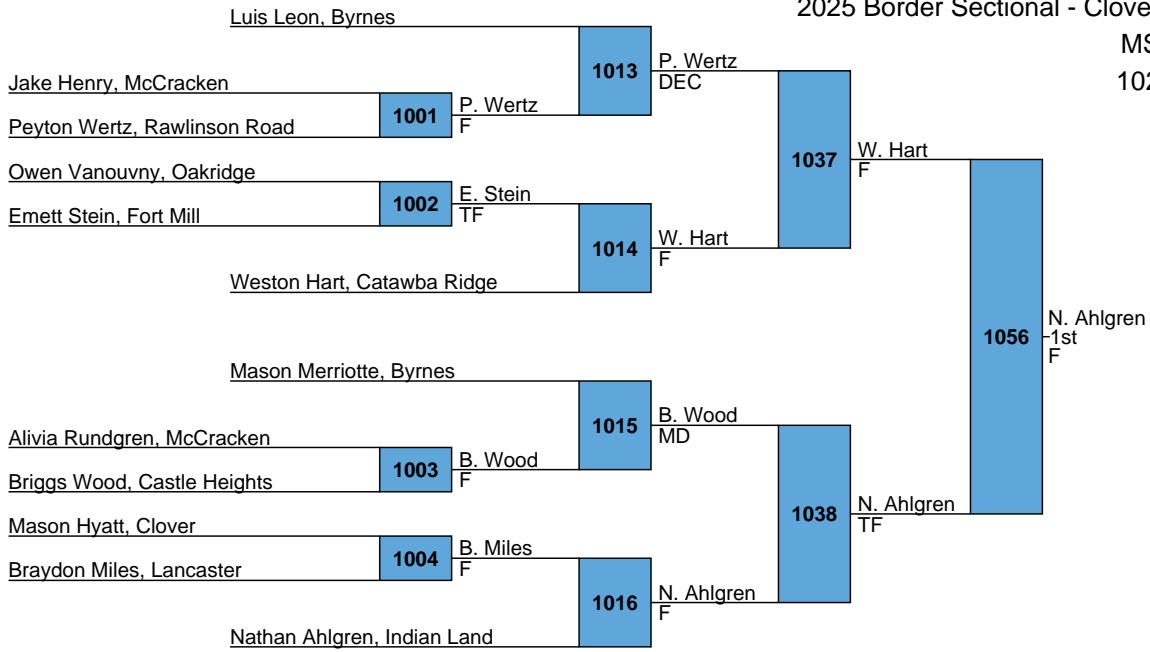 Luis Leon, Byrnes
2025 Border Sectional - Clove
MS
102
1013
P. Wertz
DEC
Jake Henry, McCracken
1001
P. Wertz
F
Peyton Wertz, Rawlinson Road
1037
W. Hart
F
Owen Vanouvny, Oakridge
1002
E. Stein
TF
Emett Stein, Fort Mill
1014
W. Hart
F
Weston Hart, Catawba Ridge
1056
N. Ahlgren
1st
F
Mason Merriotte, Byrnes
1015
B. Wood
MD
Alivia Rundgren, McCracken
1003
B. Wood
F
Briggs Wood, Castle Heights
1038
N. Ahlgren
TF
Mason Hyatt, Clover
1004
B. Miles
F
Braydon Miles, Lancaster
1016
N. Ahlgren
F
Nathan Ahlgren, Indian Land